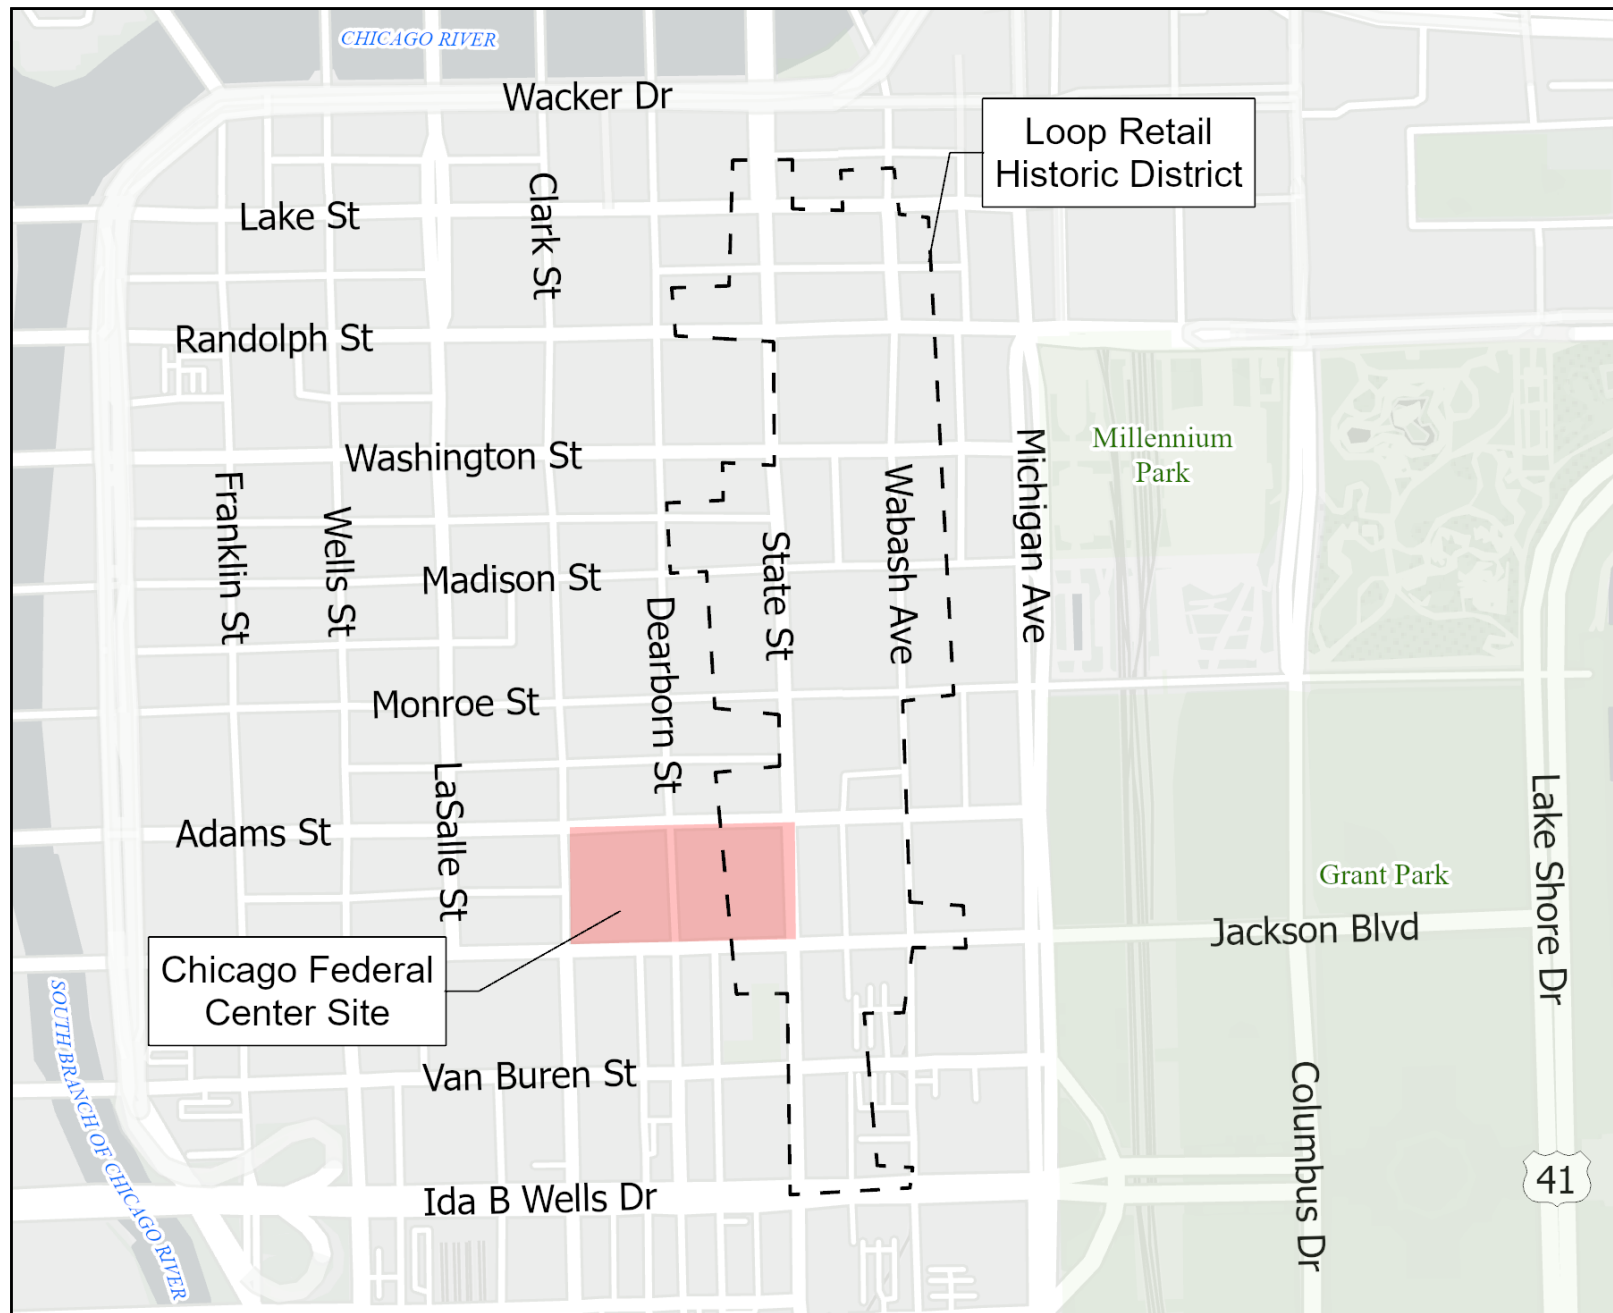 CHICAGO RIVER
Wacker Dr
Loop Retail
Historic District
Lake St
Clark St
Randolph St
Washington St
Millennium
Park
Franklin St
Wells St
Madison St
Dearborn St
State St
Wabash Ave
Michigan Ave
Monroe St
LaSalle St
Adams St
Lake Shore Dr
Grant Park
Jackson Blvd
Chicago Federal
Center Site
SOUTH BRANCH OF CHICAGO RIVER
Van Buren St
Columbus Dr
Ida B Wells Dr
41